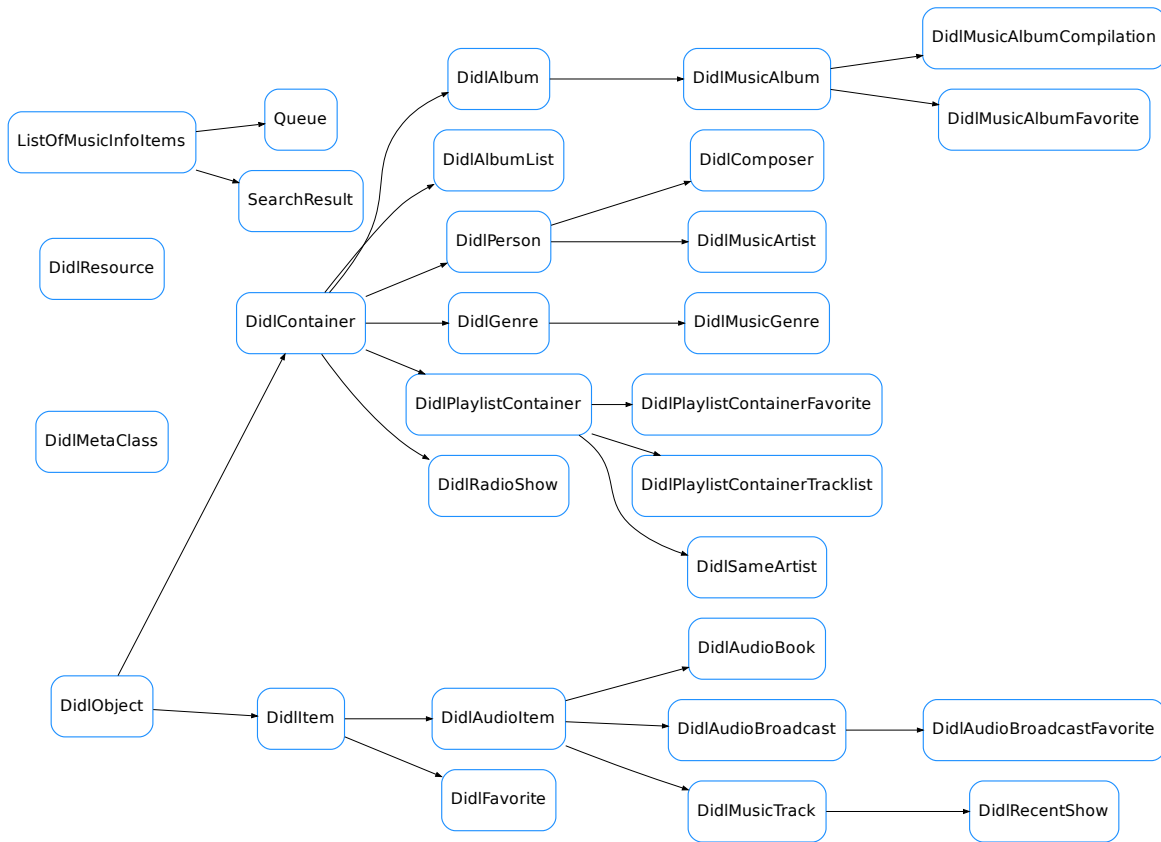 DidlMusicAlbumCompilation
DidlAlbum
DidlMusicAlbum
Queue
DidlMusicAlbumFavorite
ListOfMusicInfoItems
DidlAlbumList
DidlComposer
SearchResult
DidlPerson
DidlMusicArtist
DidlResource
DidlContainer
DidlGenre
DidlMusicGenre
DidlPlaylistContainer
DidlPlaylistContainerFavorite
DidlMetaClass
DidlRadioShow
DidlPlaylistContainerTracklist
DidlSameArtist
DidlAudioBook
DidlObject
DidlItem
DidlAudioItem
DidlAudioBroadcast
DidlAudioBroadcastFavorite
DidlFavorite
DidlMusicTrack
DidlRecentShow